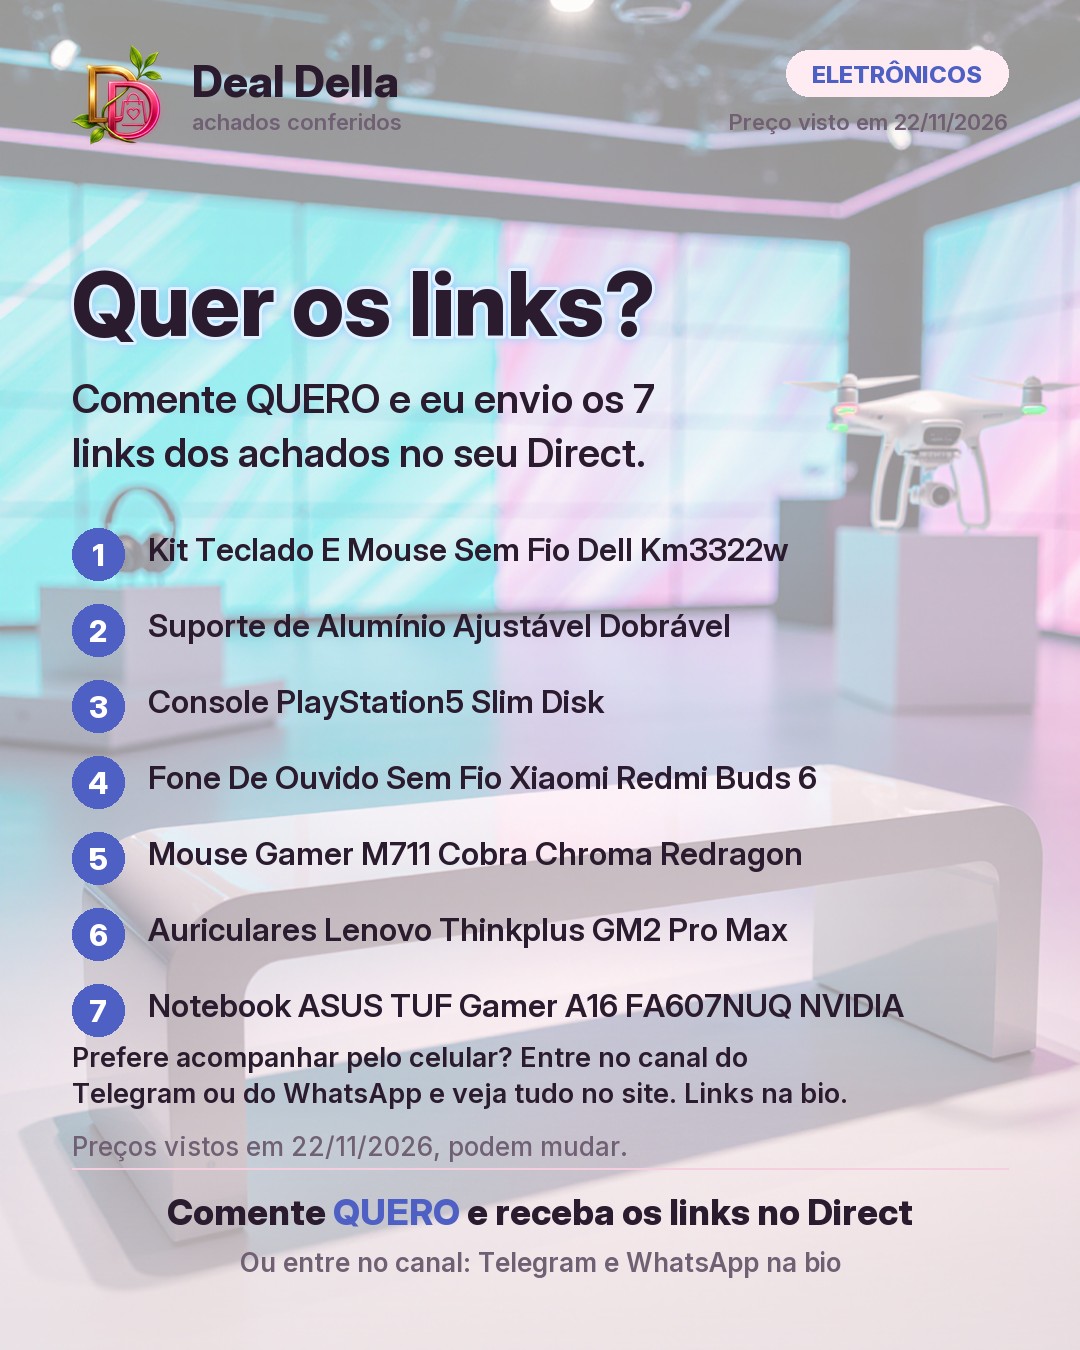 Deal Della
achados conferidos
ELETRÔNICOS
Preço visto em 22/11/2026
Quer os links?
Comente QUERO e eu envio os 7
links dos achados no seu Direct.
1 Kit Teclado E Mouse Sem Fio Dell Km3322w
2 Suporte de Alumínio Ajustável Dobrável
3 Console PlayStation5 Slim Disk
4 Fone De Ouvido Sem Fio Xiaomi Redmi Buds 6
5 Mouse Gamer M711 Cobra Chroma Redragon
6 Auriculares Lenovo Thinkplus GM2 Pro Max
7 Notebook ASUS TUF Gamer A16 FA607NUQ NVIDIA
Prefere acompanhar pelo celular? Entre no canal do
Telegram ou do WhatsApp e veja tudo no site. Links na bio.
Preços vistos em 22/11/2026, podem mudar.
Comente QUERO e receba os links no Direct
Ou entre no canal: Telegram e WhatsApp na bio